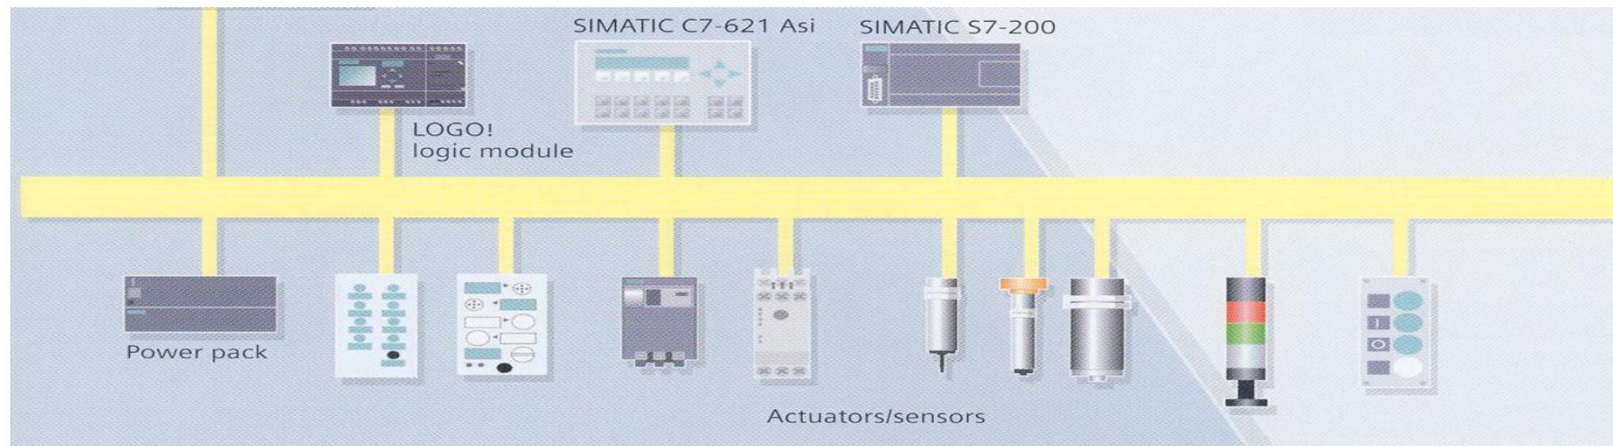 SIMATIC C7-621 Asi
SIMATIC S7-200
LOGO!
logic module
Power pack
Actuators/sensors